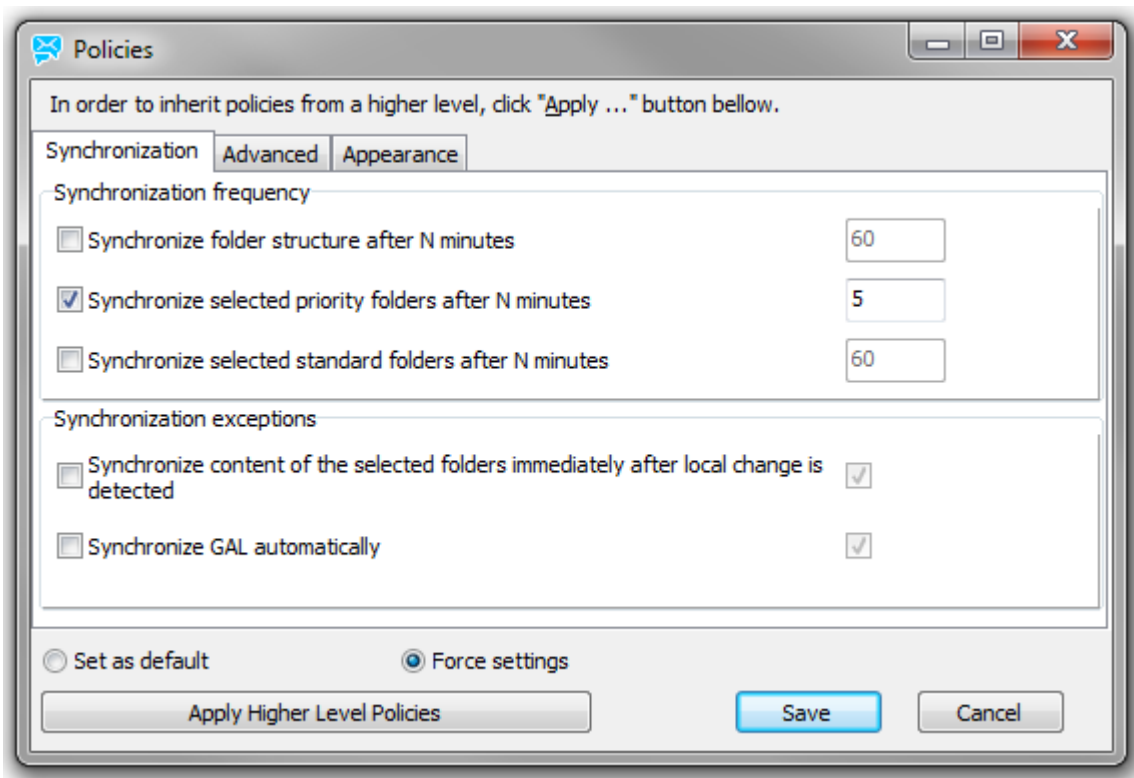 Policies
In order to inherit policies from a higher level, click "Apply ..." button bellow.
Synchronization Advanced Appearance
Synchronization frequency
Synchronize folder structure after N minutes 60
Synchronize selected priority folders after N minutes 5
Synchronize selected standard folders after N minutes 60
Synchronization exceptions
Synchronize content of the selected folders immediately after local change is
detected
Synchronize GAL automatically
Set as default Force settings
Apply Higher Level Policies Save Cancel